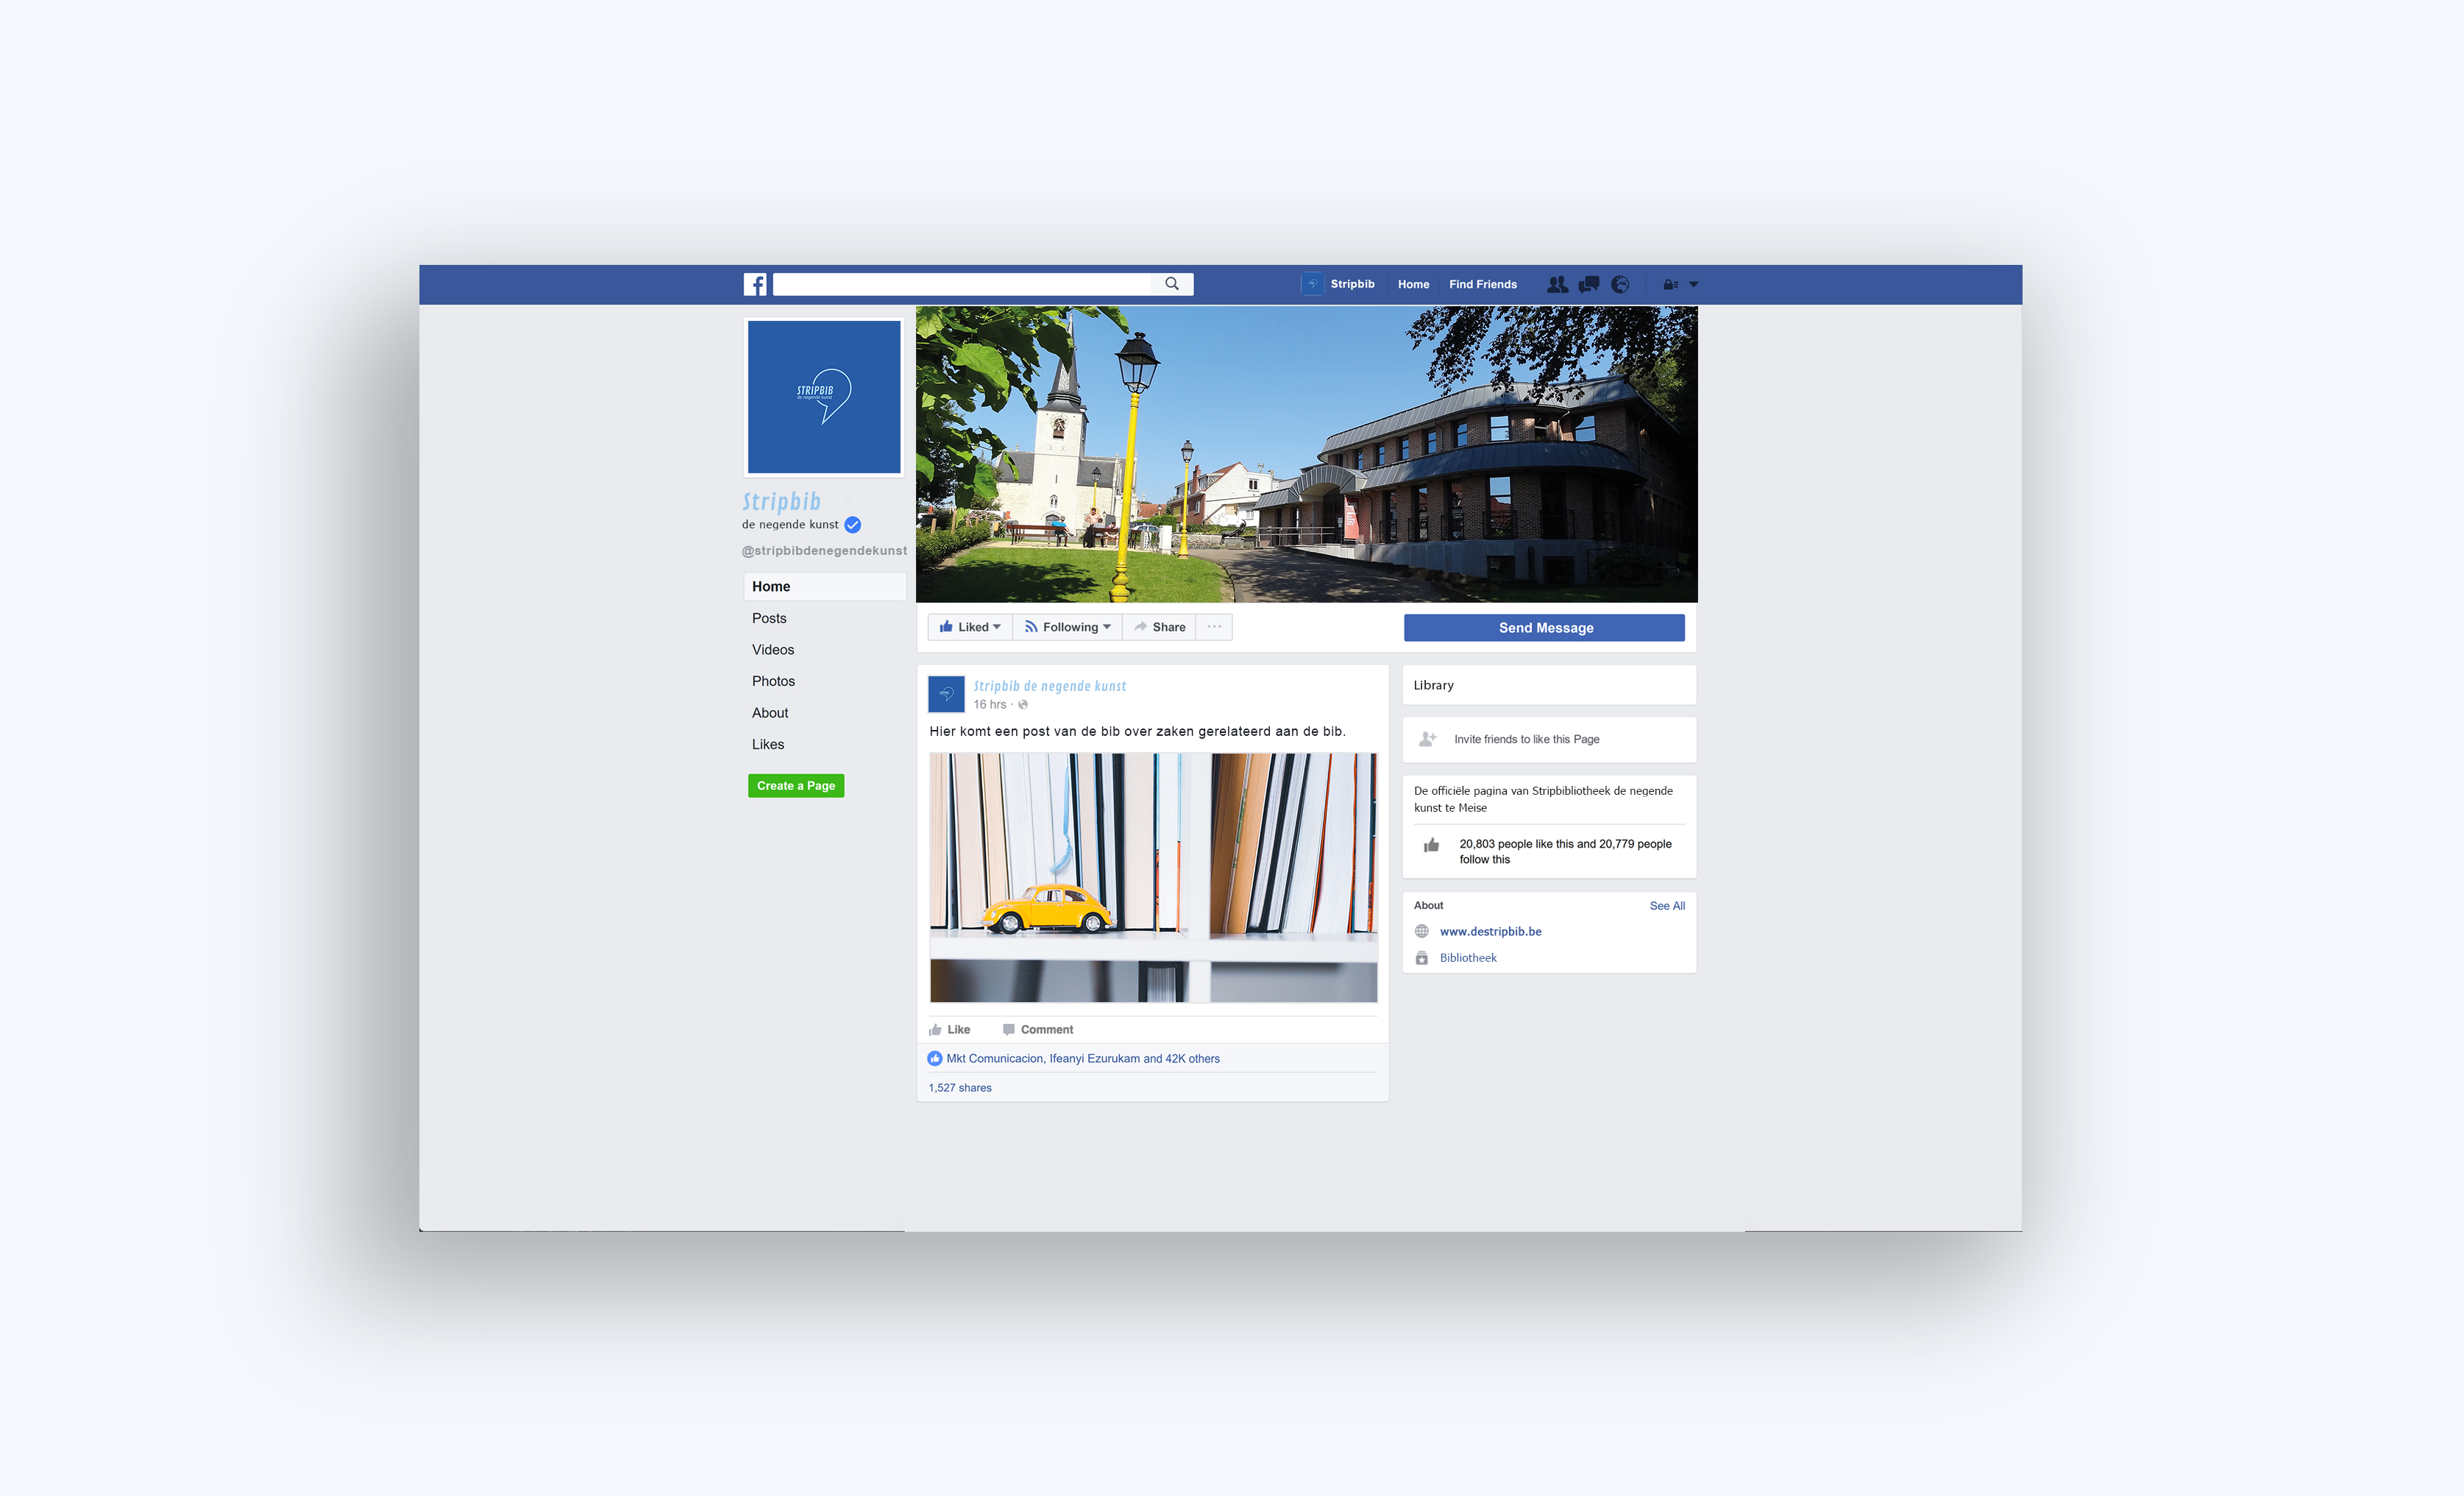 Stripbib
Home
Find Friends
STRIPBIB
de negende kunst
Stripbib
de negende kunst
@stripbibdenegendekunst
Home
Posts
Videos
Photos
About
Likes
Create a Page
Liked
Following
Share
Send Message
Stripbib de negende kunst
16 hrs ·
Hier komt een post van de bib over zaken gerelateerd aan de bib.
Like
Comment
Mkt Comunicacion, Ifeanyi Ezurukam and 42K others
1,527 shares
Library
Invite friends to like this Page
De officiële pagina van Stripbibliotheek de negende
kunst te Meise
20,803 people like this and 20,779 people
follow this
About
See All
www.destripbib.be
Bibliotheek